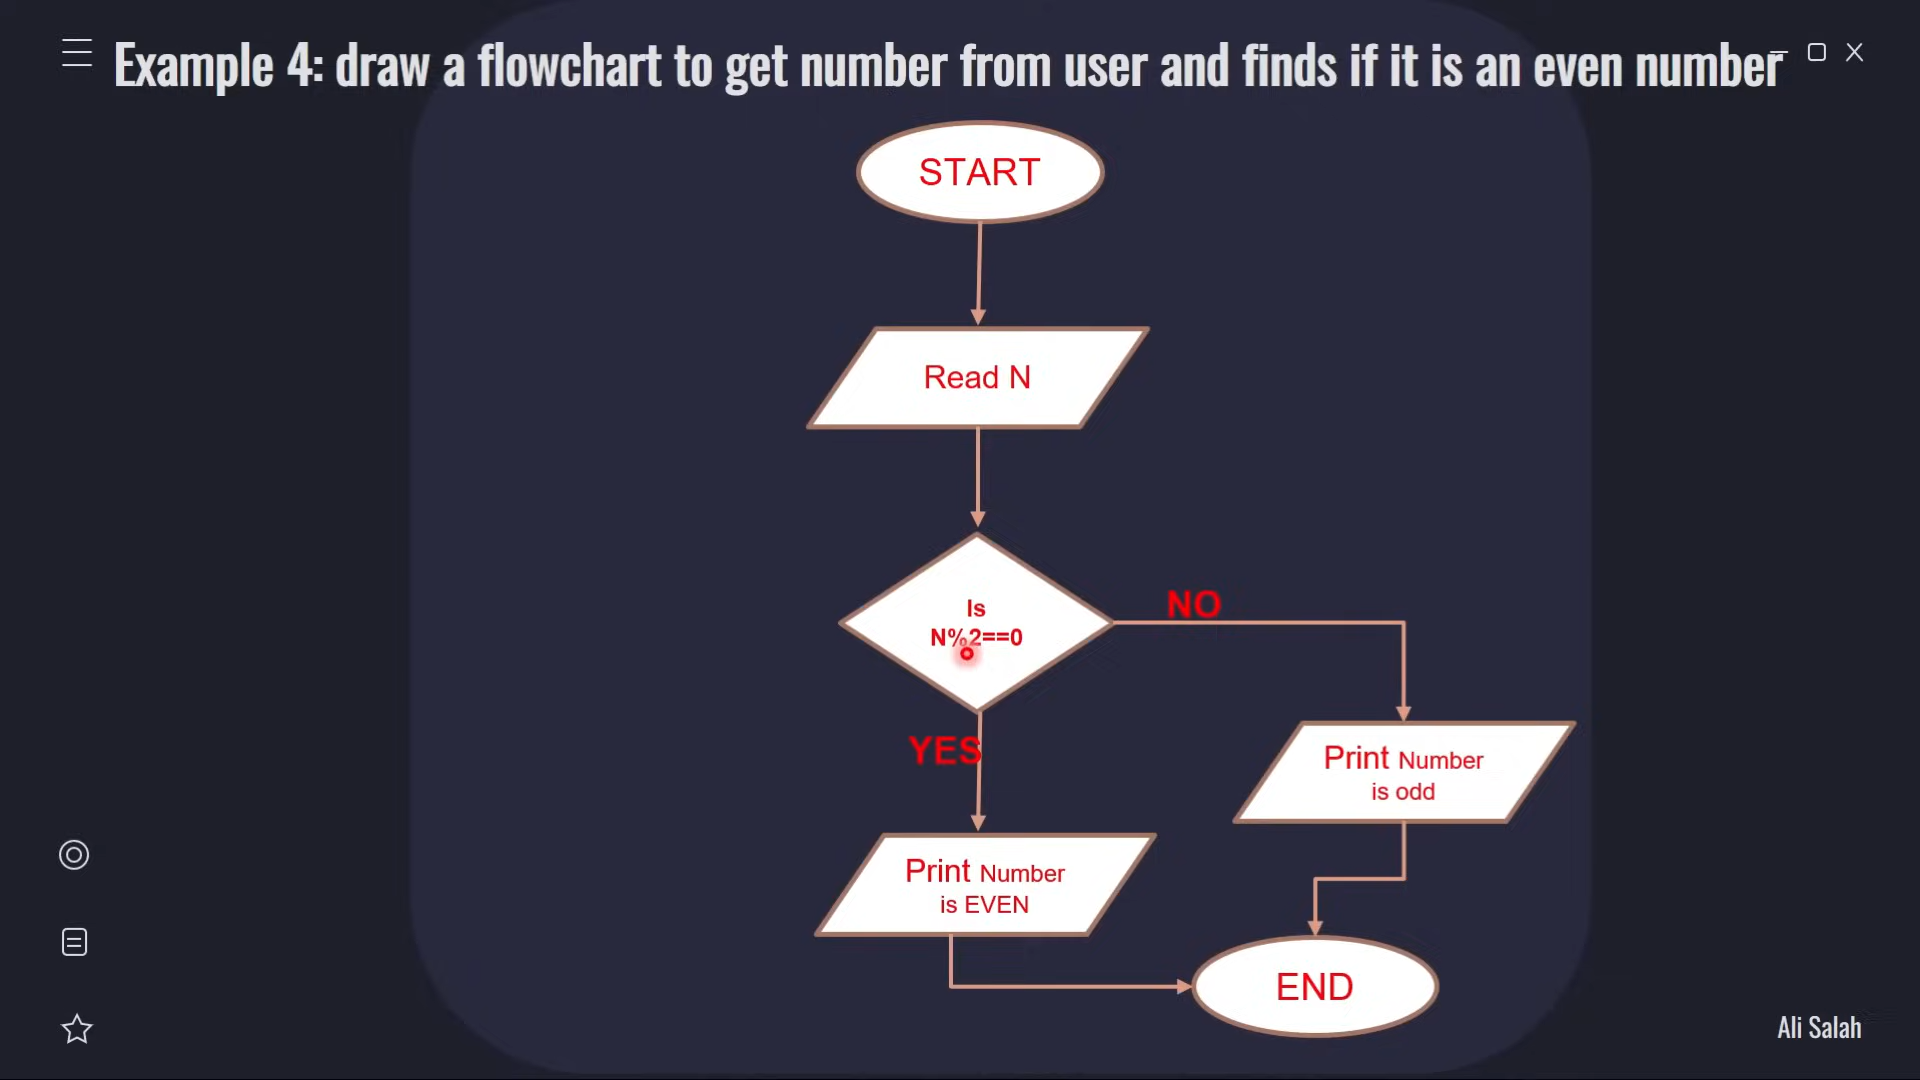 Example 4: draw a flowchart to get number from user and finds if it is an even number
START
Read N
Is
N%2==0
NO
YES
Print Number
is odd
Print Number
is EVEN
END
Ali Salah